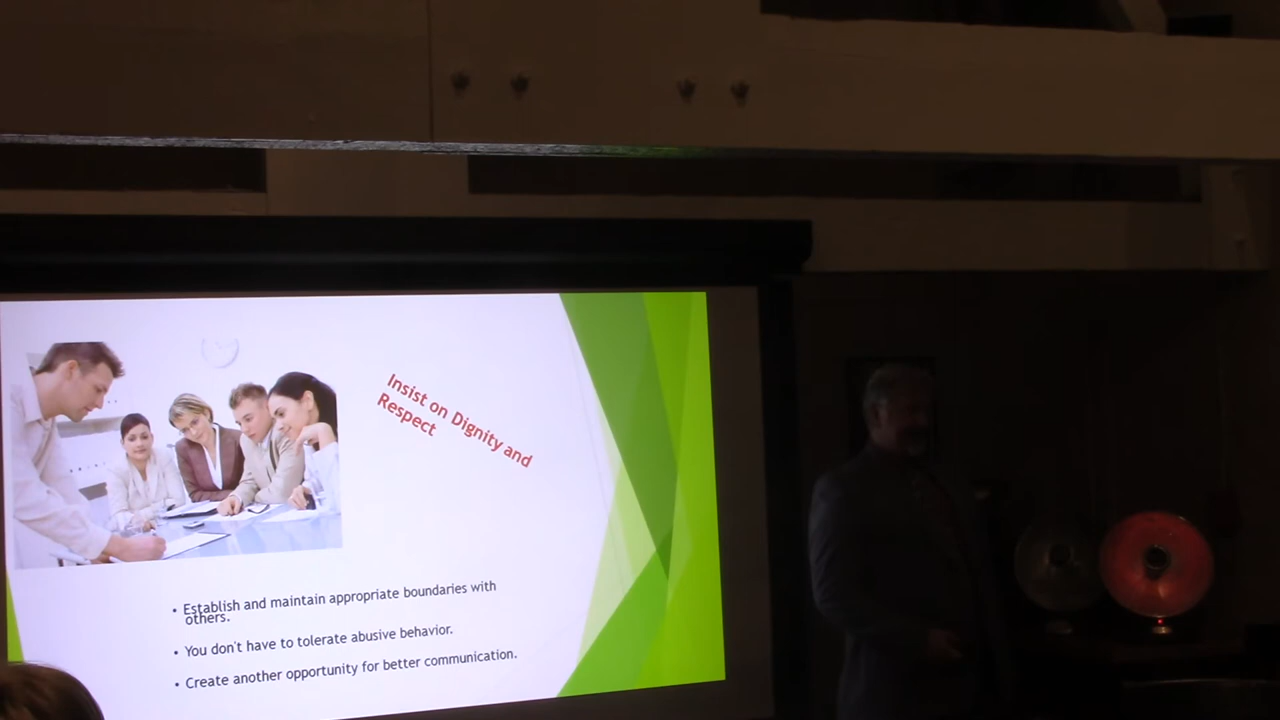 Insist on Dignity and
Respect
• Establish and maintain appropriate boundaries with
others.
• You don't have to tolerate abusive behavior.
• Create another opportunity for better communication.